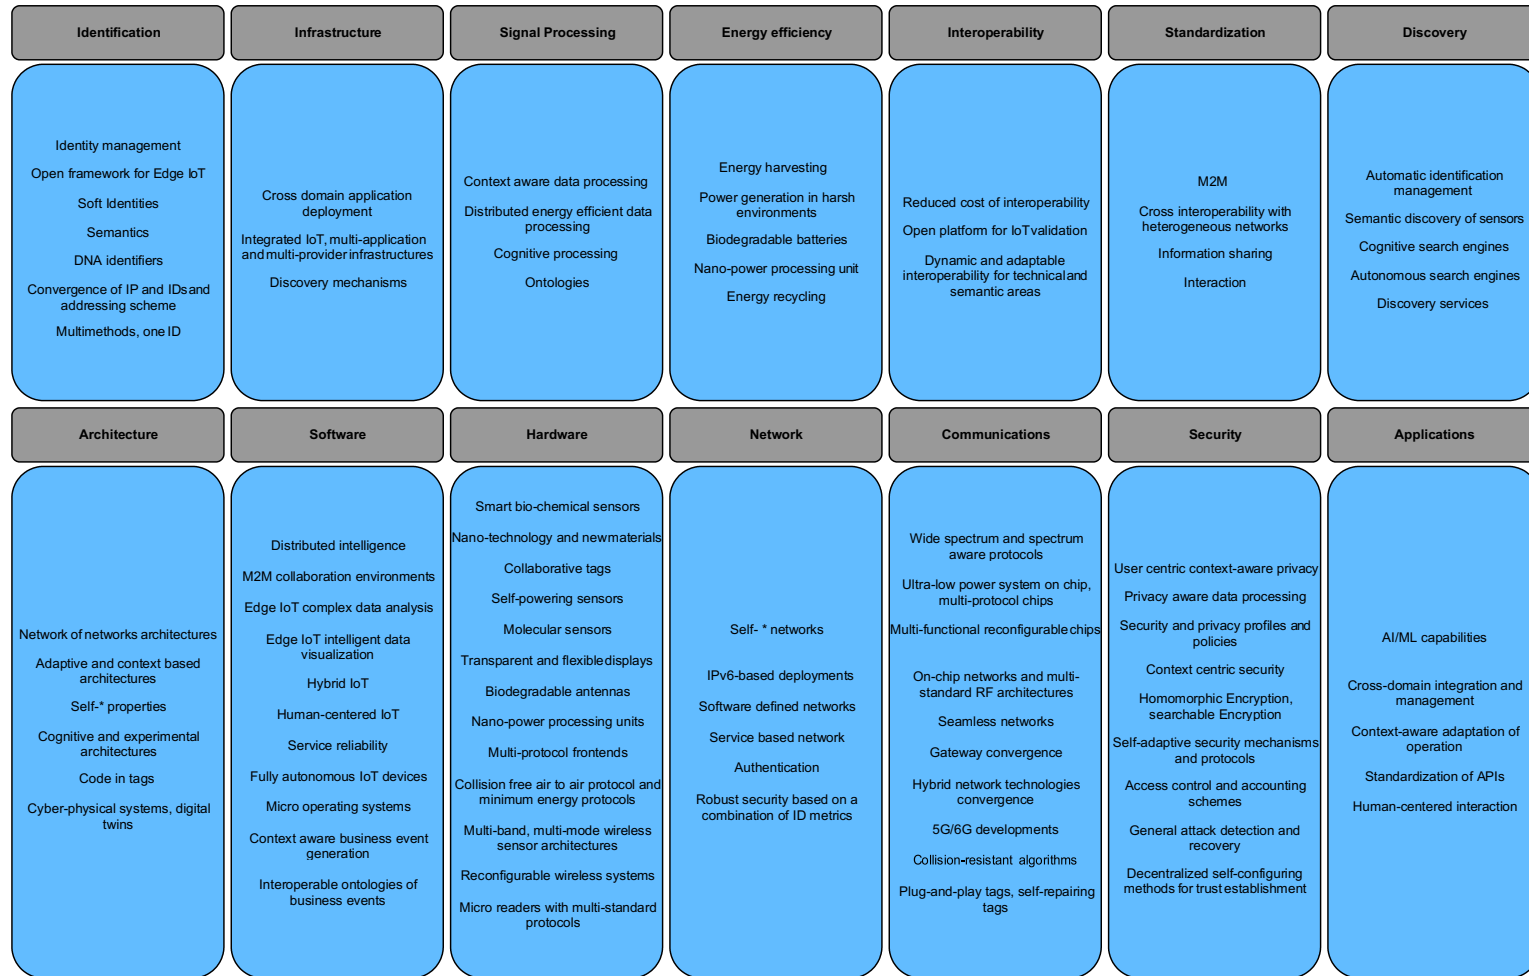 Identification
Infrastructure
Signal Processing
Energy efficiency
Interoperability
Standardization
Discovery
Identity management
Open framework for Edge IoT
Soft Identities
Semantics
DNA identifiers
Convergence of IP and IDs and
addressing scheme
Multimethods, one ID
Cross domain application
deployment
Integrated IoT, multi-application
and multi-provider infrastructures
Discovery mechanisms
Context aware data processing
Distributed energy efficient data
processing
Cognitive processing
Ontologies
Energy harvesting
Power generation in harsh
environments
Biodegradable batteries
Nano-power processing unit
Energy recycling
Reduced cost of interoperability
Open platform for IoT validation
Dynamic and adaptable
interoperability for technical and
semantic areas
M2M
Cross interoperability with
heterogeneous networks
Information sharing
Interaction
Automatic identification
management
Semantic discovery of sensors
Cognitive search engines
Autonomous search engines
Discovery services
Architecture
Software
Hardware
Network
Communications
Security
Applications
Network of networks architectures
Adaptive and context based
architectures
Self-* properties
Cognitive and experimental
architectures
Code in tags
Cyber-physical systems, digital
twins
Distributed intelligence
M2M collaboration environments
Edge IoT complex data analysis
Edge IoT intelligent data
visualization
Hybrid IoT
Human-centered IoT
Service reliability
Fully autonomous IoT devices
Micro operating systems
Context aware business event
generation
Interoperable ontologies of
business events
Smart bio-chemical sensors
Nano-technology and new materials
Collaborative tags
Self-powering sensors
Molecular sensors
Transparent and flexible displays
Biodegradable antennas
Nano-power processing units
Multi-protocol frontends
Collision free air to air protocol and
minimum energy protocols
Multi-band, multi-mode wireless
sensor architectures
Reconfigurable wireless systems
Micro readers with multi-standard
protocols
Self- * networks
IPv6-based deployments
Software defined networks
Service based network
Authentication
Robust security based on a
combination of ID metrics
Wide spectrum and spectrum
aware protocols
Ultra-low power system on chip,
multi-protocol chips
Multi-functional reconfigurable chips
On-chip networks and multi-
standard RF architectures
Seamless networks
Gateway convergence
Hybrid network technologies
convergence
5G/6G developments
Collision-resistant algorithms
Plug-and-play tags, self-repairing
tags
User centric context-aware privacy
Privacy aware data processing
Security and privacy profiles and
policies
Context centric security
Homomorphic Encryption,
searchable Encryption
Self-adaptive security mechanisms
and protocols
Access control and accounting
schemes
General attack detection and
recovery
Decentralized self-configuring
methods for trust establishment
AI/ML capabilities
Cross-domain integration and
management
Context-aware adaptation of
operation
Standardization of APIs
Human-centered interaction